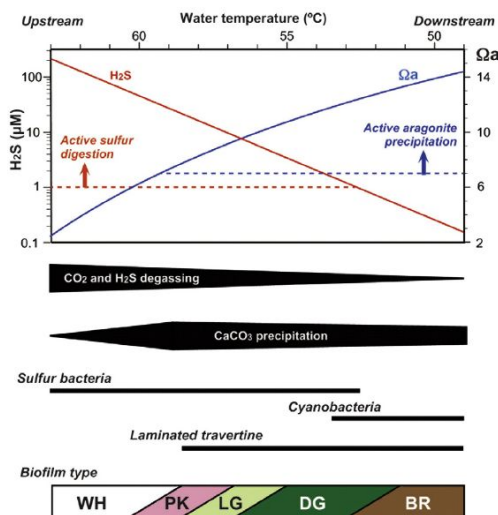 Upstream Water temperature (ºC) Downstream
60 55 50
H2S (µM)
100
10
1
0.1
H2S
Ωa
Active sulfur
digestion
Active aragonite
precipitation
Ωa
14
10
6
2
CO2 and H2S degassing
CaCO3 precipitation
Sulfur bacteria
Cyanobacteria
Laminated travertine
Biofilm type
WH PK LG DG BR